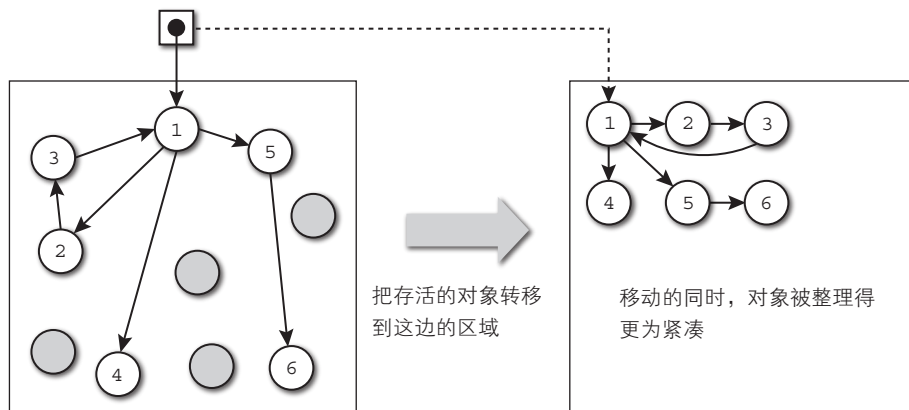 1
3
5
2
4
6
把存活的对象转移
到这边的区域
1 2 3
4 5 6
移动的同时，对象被整理得
更为紧凑